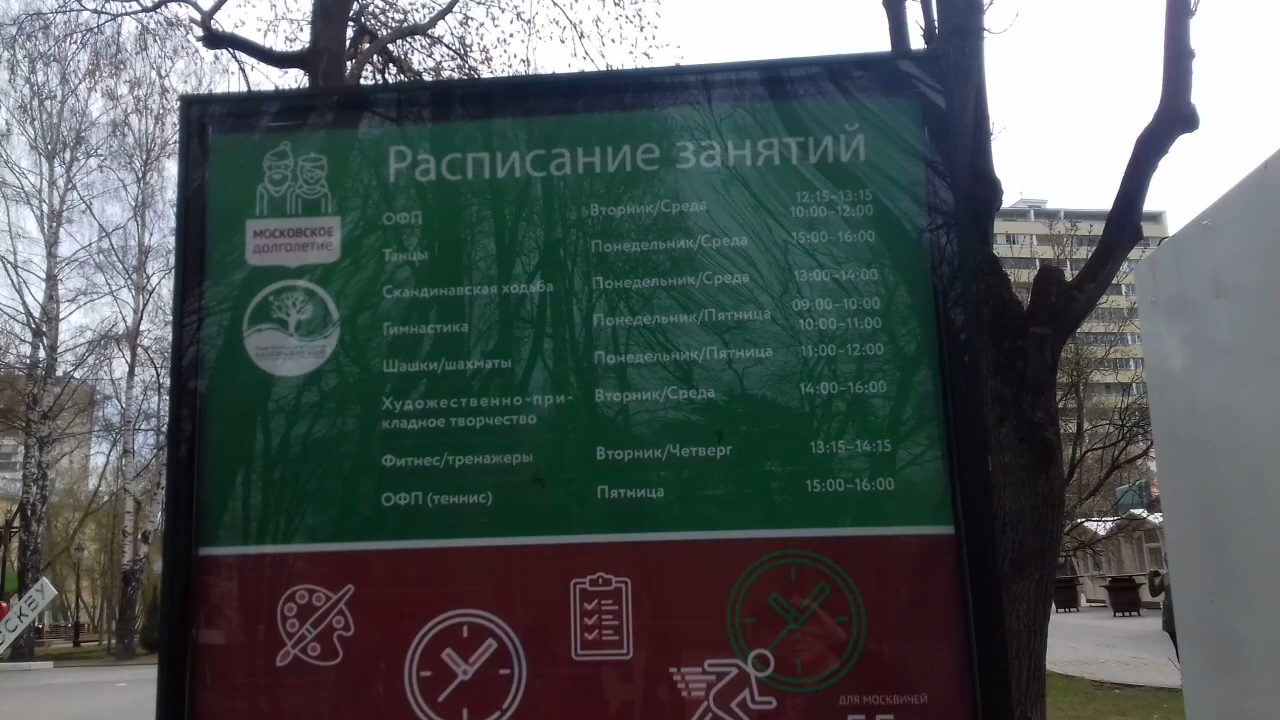 Расписание занятий
МОСКОВСКОЕ
ДОЛГОЛЕТИЕ
ОФП Вторник/Среда 12:15–13:15
10:00–12:00
Танцы Понедельник/Среда 15:00–16:00
Скандинавская ходьба Понедельник/Среда 13:00–14:00
Гимнастика Понедельник/Пятница 09:00–10:00
10:00–11:00
Шашки/шахматы Понедельник/Пятница 11:00–12:00
Художественно-при-
кладное творчество Вторник/Среда 14:00–16:00
Фитнес/тренажеры Вторник/Четверг 13:15–14:15
ОФП (теннис) Пятница 15:00–16:00
ДЛЯ МОСКВИЧЕЙ